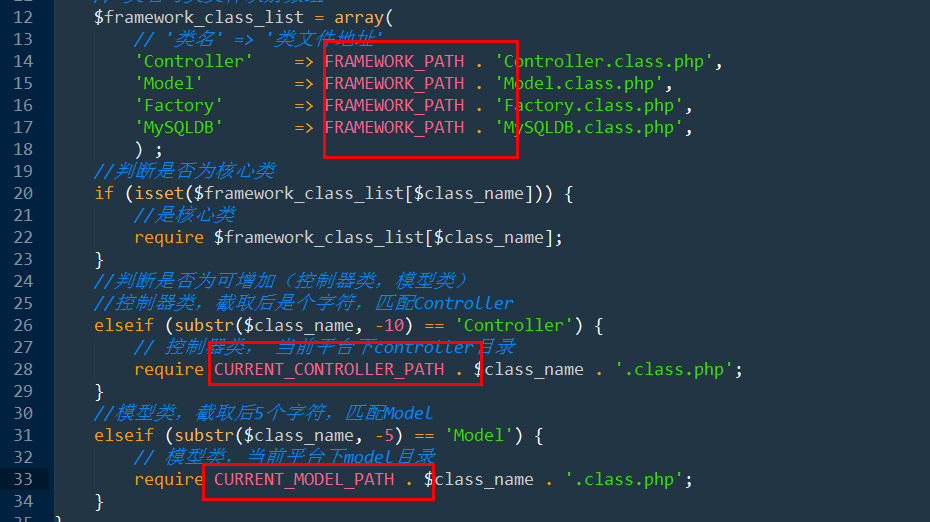 12 $framework_class_list = array(
13 // '类名' => '类文件地址'
14 'Controller' => FRAMEWORK_PATH . 'Controller.class.php',
15 'Model' => FRAMEWORK_PATH . 'Model.class.php',
16 'Factory' => FRAMEWORK_PATH . 'Factory.class.php',
17 'MySQLDB' => FRAMEWORK_PATH . 'MySQLDB.class.php',
18 ) ;
19 //判断是否为核心类
20 if (isset($framework_class_list[$class_name])) {
21 //是核心类
22 require $framework_class_list[$class_name];
23 }
24 //判断是否为可增加（控制器类，模型类）
25 //控制器类，截取后是个字符，匹配Controller
26 elseif (substr($class_name, -10) == 'Controller') {
27 // 控制器类， 当前平台下controller目录
28 require CURRENT_CONTROLLER_PATH . $class_name . '.class.php';
29 }
30 //模型类，截取后5个字符，匹配Model
31 elseif (substr($class_name, -5) == 'Model') {
32 // 模型类，当前平台下model目录
33 require CURRENT_MODEL_PATH . $class_name . '.class.php';
34 }